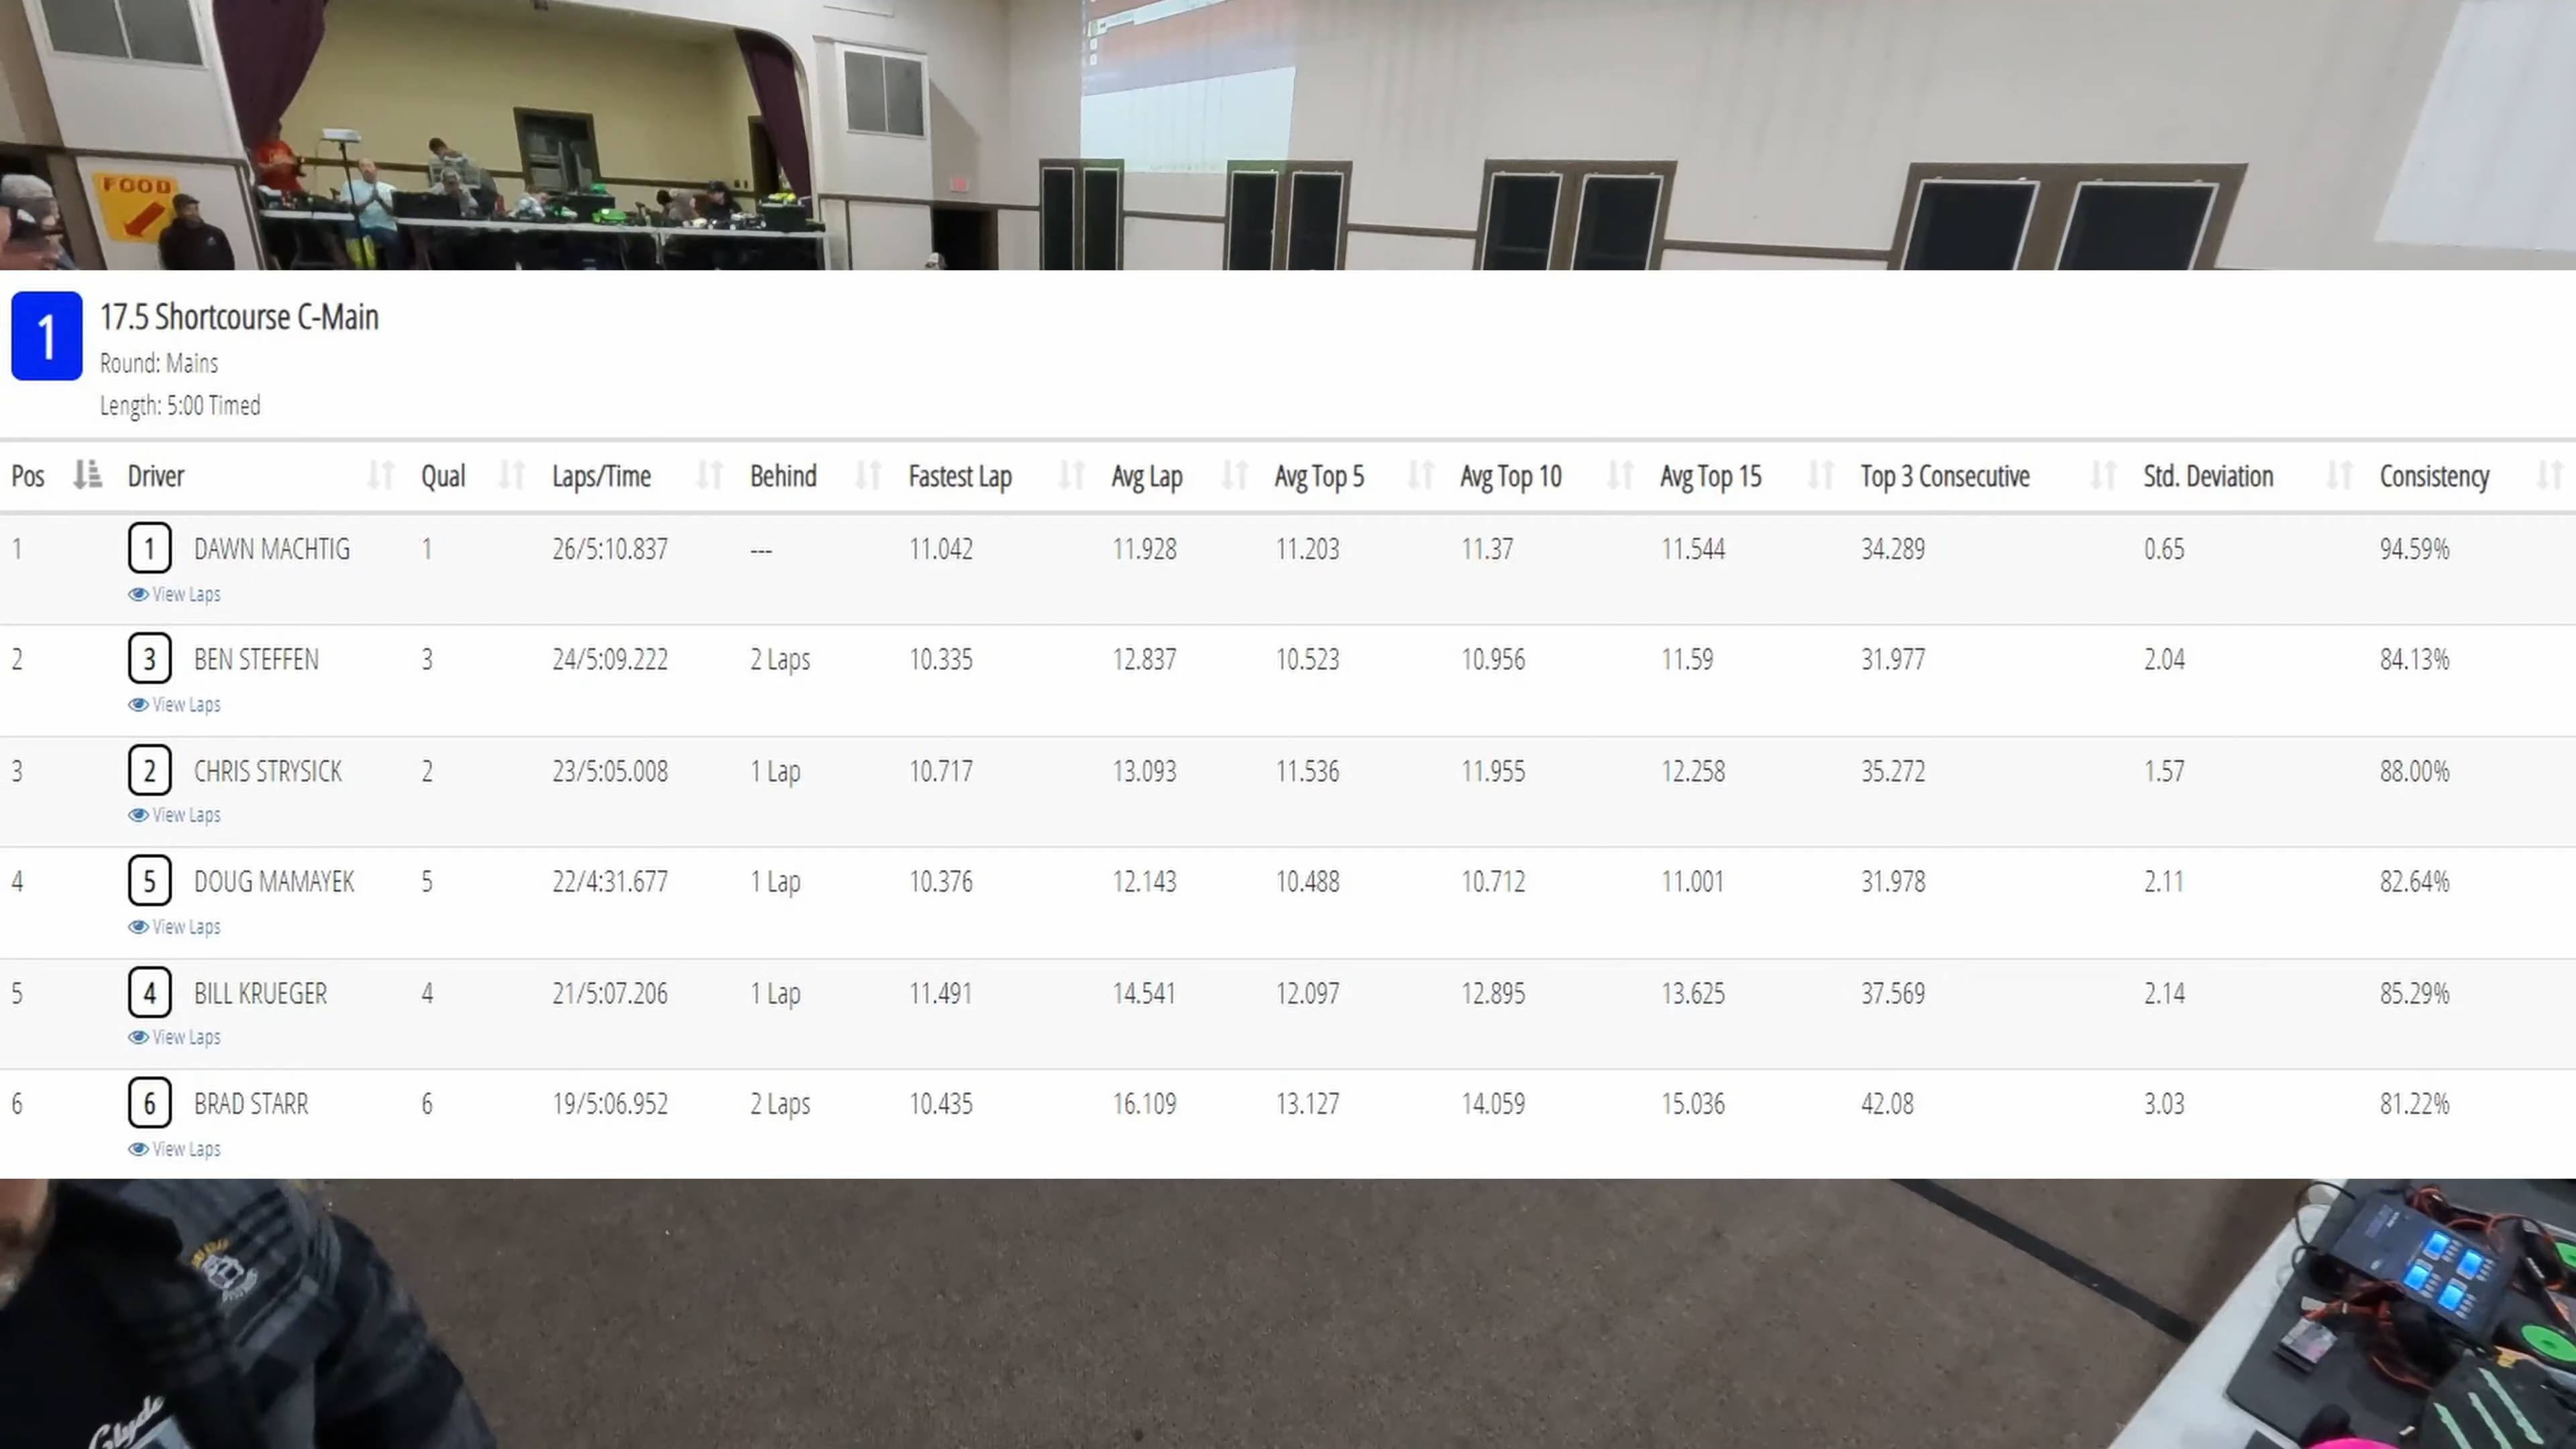 FOOD
1
17.5 Shortcourse C-Main
Round: Mains
Length: 5:00 Timed
Pos Driver Qual Laps/Time Behind Fastest Lap Avg Lap Avg Top 5 Avg Top 10 Avg Top 15 Top 3 Consecutive Std. Deviation Consistency
1 1 DAWN MACHTIG 1 26/5:10.837 --- 11.042 11.928 11.203 11.37 11.544 34.289 0.65 94.59%
View Laps
2 3 BEN STEFFEN 3 24/5:09.222 2 Laps 10.335 12.837 10.523 10.956 11.59 31.977 2.04 84.13%
View Laps
3 2 CHRIS STRYSICK 2 23/5:05.008 1 Lap 10.717 13.093 11.536 11.955 12.258 35.272 1.57 88.00%
View Laps
4 5 DOUG MAMAYEK 5 22/4:31.677 1 Lap 10.376 12.143 10.488 10.712 11.001 31.978 2.11 82.64%
View Laps
5 4 BILL KRUEGER 4 21/5:07.206 1 Lap 11.491 14.541 12.097 12.895 13.625 37.569 2.14 85.29%
View Laps
6 6 BRAD STARR 6 19/5:06.952 2 Laps 10.435 16.109 13.127 14.059 15.036 42.08 3.03 81.22%
View Laps
Clyde